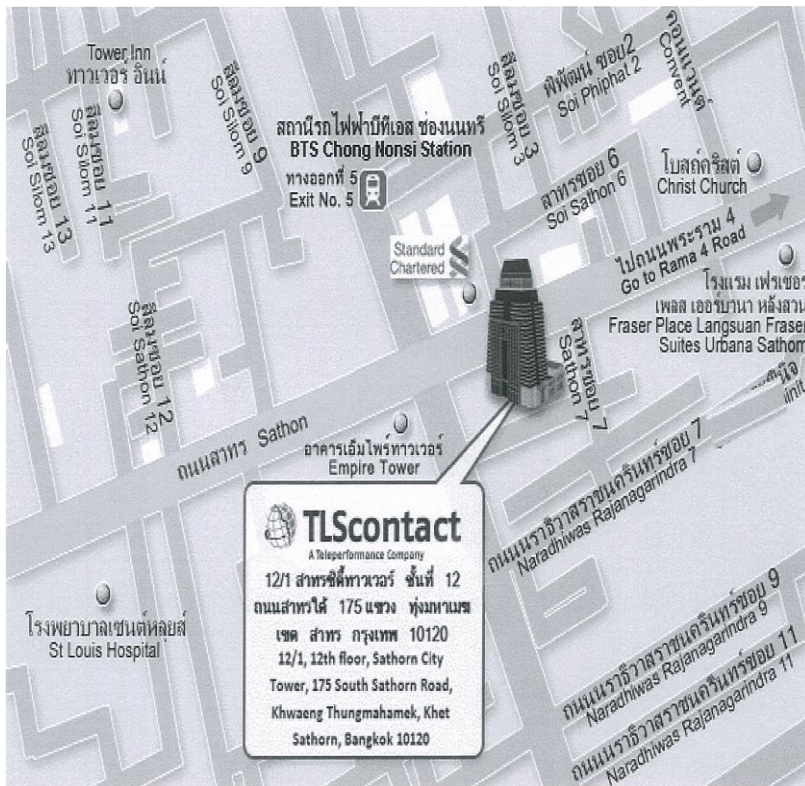 Tower Inn
ทาวเวอร์ อินน์
สีลมซอย 9
Soi Silom 9
สีลมซอย 11
Soi Silom 11
สีลมซอย 13
Soi Silom 13
สถานีรถไฟฟ้าบีทีเอส ช่องนนทรี
BTS Chong Nonsi Station
ทางออกที่ 5
Exit No. 5
สีลมซอย 3
Soi Silom 3
พิพัฒน์ ซอย2
Soi Phiphat 2
คอนแวนต์
Convent
สาทรซอย 6
Soi Sathon 6
โบสถ์คริสต์
Christ Church
Standard
Chartered
ไปถนนพระราม 4
Go to Rama 4 Road
โรงแรม เฟรเซอร
เพลส เออร์บานา หลังสวน
Fraser Place Langsuan Fraser
Suites Urbana Sathorn
สาทรซอย 7
Sathon 7
สีลมซอย 12
Soi Sathon 12
ถนนสาทร Sathon
อาคารเอ็มไพร์ทาวเวอร์
Empire Tower
ถนนนราธิวาสราชนครินทร์ซอย 7
Naradhiwas Rajanagarindra 7
TLScontact
A Teleperformance Company
12/1 สาทรซิตี้ทาวเวอร์ ชั้นที่ 12
ถนนสาทรใต้ 175 แขวง ทุ่งมหาเมฆ
เขต สาทร กรุงเทพ 10120
12/1, 12th floor, Sathorn City
Tower, 175 South Sathorn Road,
Khwaeng Thungmahamek, Khet
Sathorn, Bangkok 10120
โรงพยาบาลเซนต์หลุยส์
St Louis Hospital
ถนนนราธิวาสราชนครินทร์ซอย 9
Naradhiwas Rajanagarindra 9
ถนนนราธิวาสราชนครินทร์ซอย 11
Naradhiwas Rajanagarindra 11